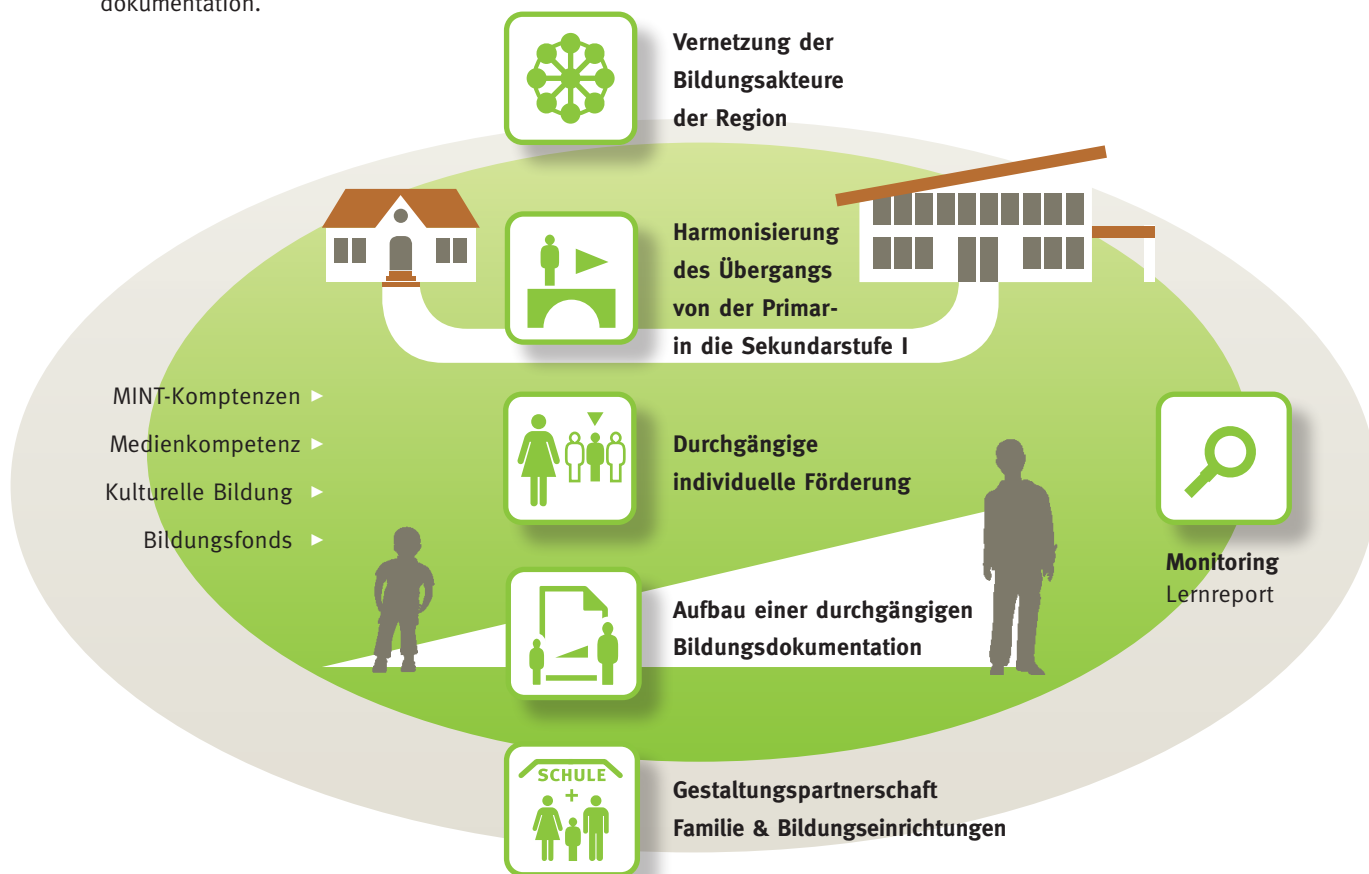 dokumentation.
Vernetzung der
Bildungsakteure
der Region
Harmonisierung
des Übergangs
von der Primar-
in die Sekundarstufe I
MINT-Komptenzen ►
Medienkompetenz ►
Kulturelle Bildung ►
Bildungsfonds ►
Durchgängige
individuelle Förderung
Monitoring
Lernreport
Aufbau einer durchgängigen
Bildungsdokumentation
SCHULE
+
Gestaltungspartnerschaft
Familie & Bildungseinrichtungen